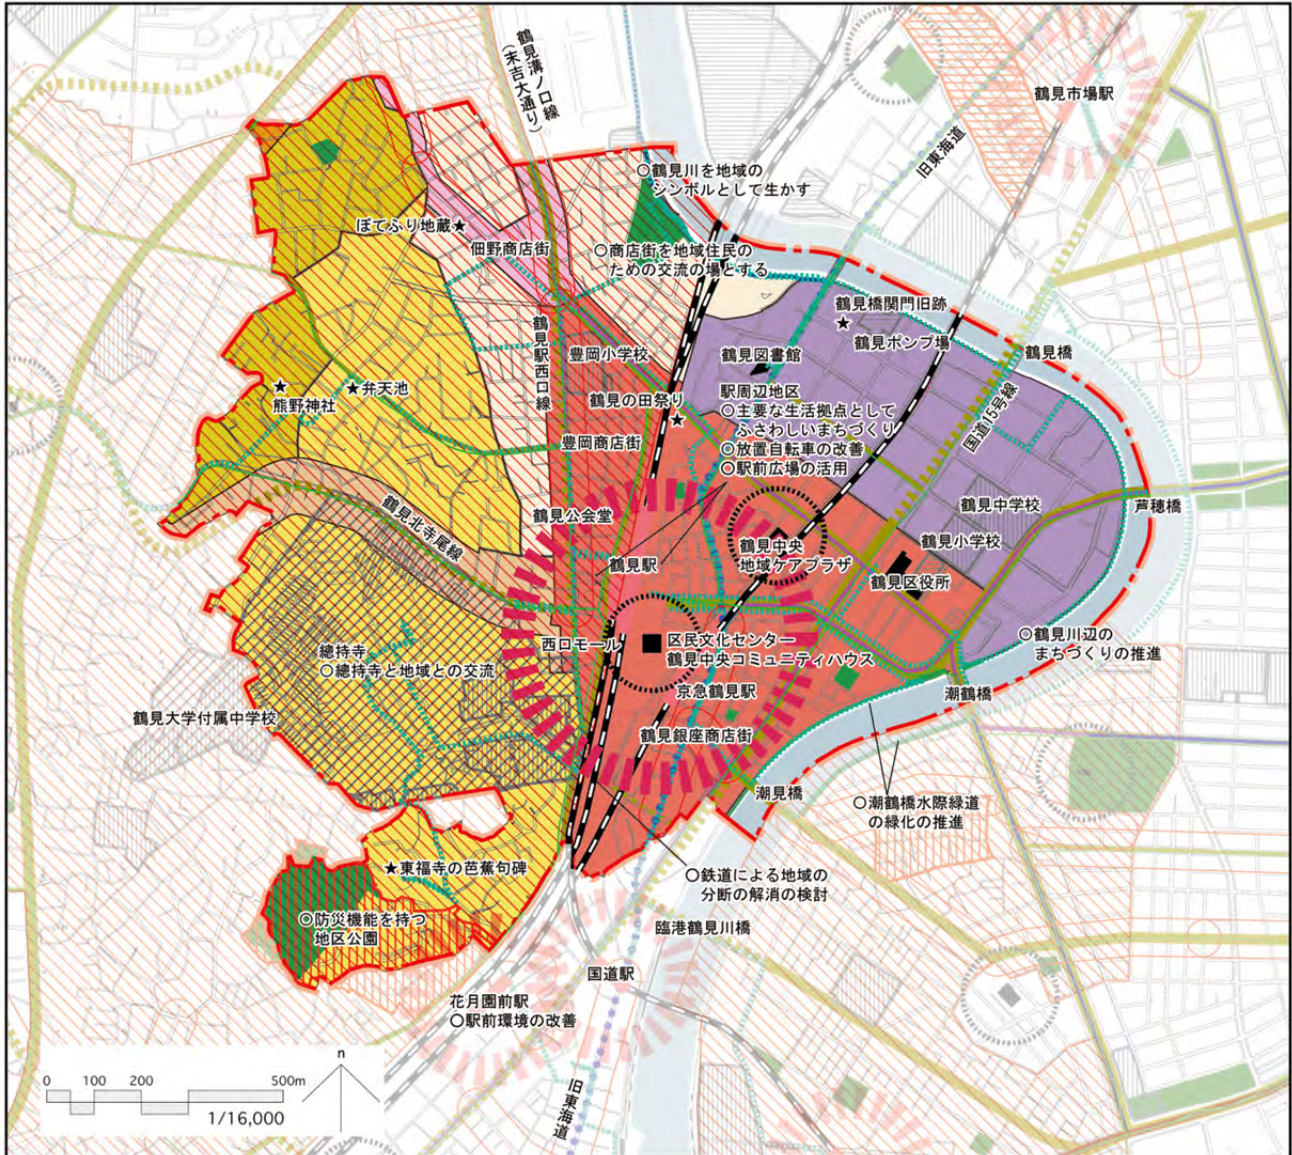 鶴見溝ノ口線
(末吉大通り)
鶴見市場駅
旧東海道
○鶴見川を地域の
シンボルとして生かす
ぼてふり地蔵★
佃野商店街
○商店街を地域住民の
ための交流の場とする
鶴見橋関門旧跡
★
鶴見ポンプ場
鶴見橋
鶴見駅西口線
豊岡小学校
鶴見図書館
国道15号線
★
熊野神社
★弁天池
鶴見の田祭り
★
駅周辺地区
○主要な生活拠点として
ふさわしいまちづくり
○放置自転車の改善
○駅前広場の活用
豊岡商店街
鶴見中学校
芦穂橋
鶴見北寺尾線
鶴見公会堂
鶴見小学校
鶴見中央
地域ケアプラザ
鶴見駅
鶴見区役所
總持寺
○總持寺と地域との交流
西口モール
区民文化センター
鶴見中央コミュニティハウス
○鶴見川辺の
まちづくりの推進
鶴見大学付属中学校
京急鶴見駅
潮鶴橋
鶴見銀座商店街
潮見橋
○潮鶴橋水際緑道
の緑化の推進
★東福寺の芭蕉句碑
○鉄道による地域の
分断の解消の検討
○防災機能を持つ
地区公園
臨港鶴見川橋
国道駅
花月園前駅
○駅前環境の改善
旧東海道
n
0 100 200 500m
1/16,000